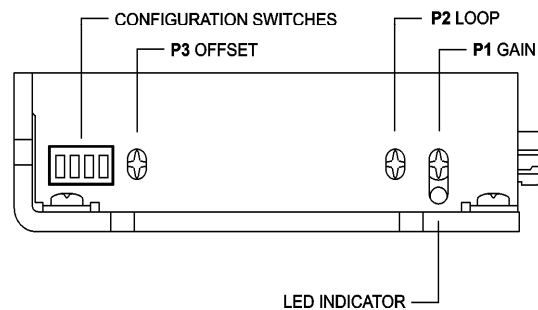 CONFIGURATION SWITCHES
P2 LOOP
P3 OFFSET
P1 GAIN
LED INDICATOR